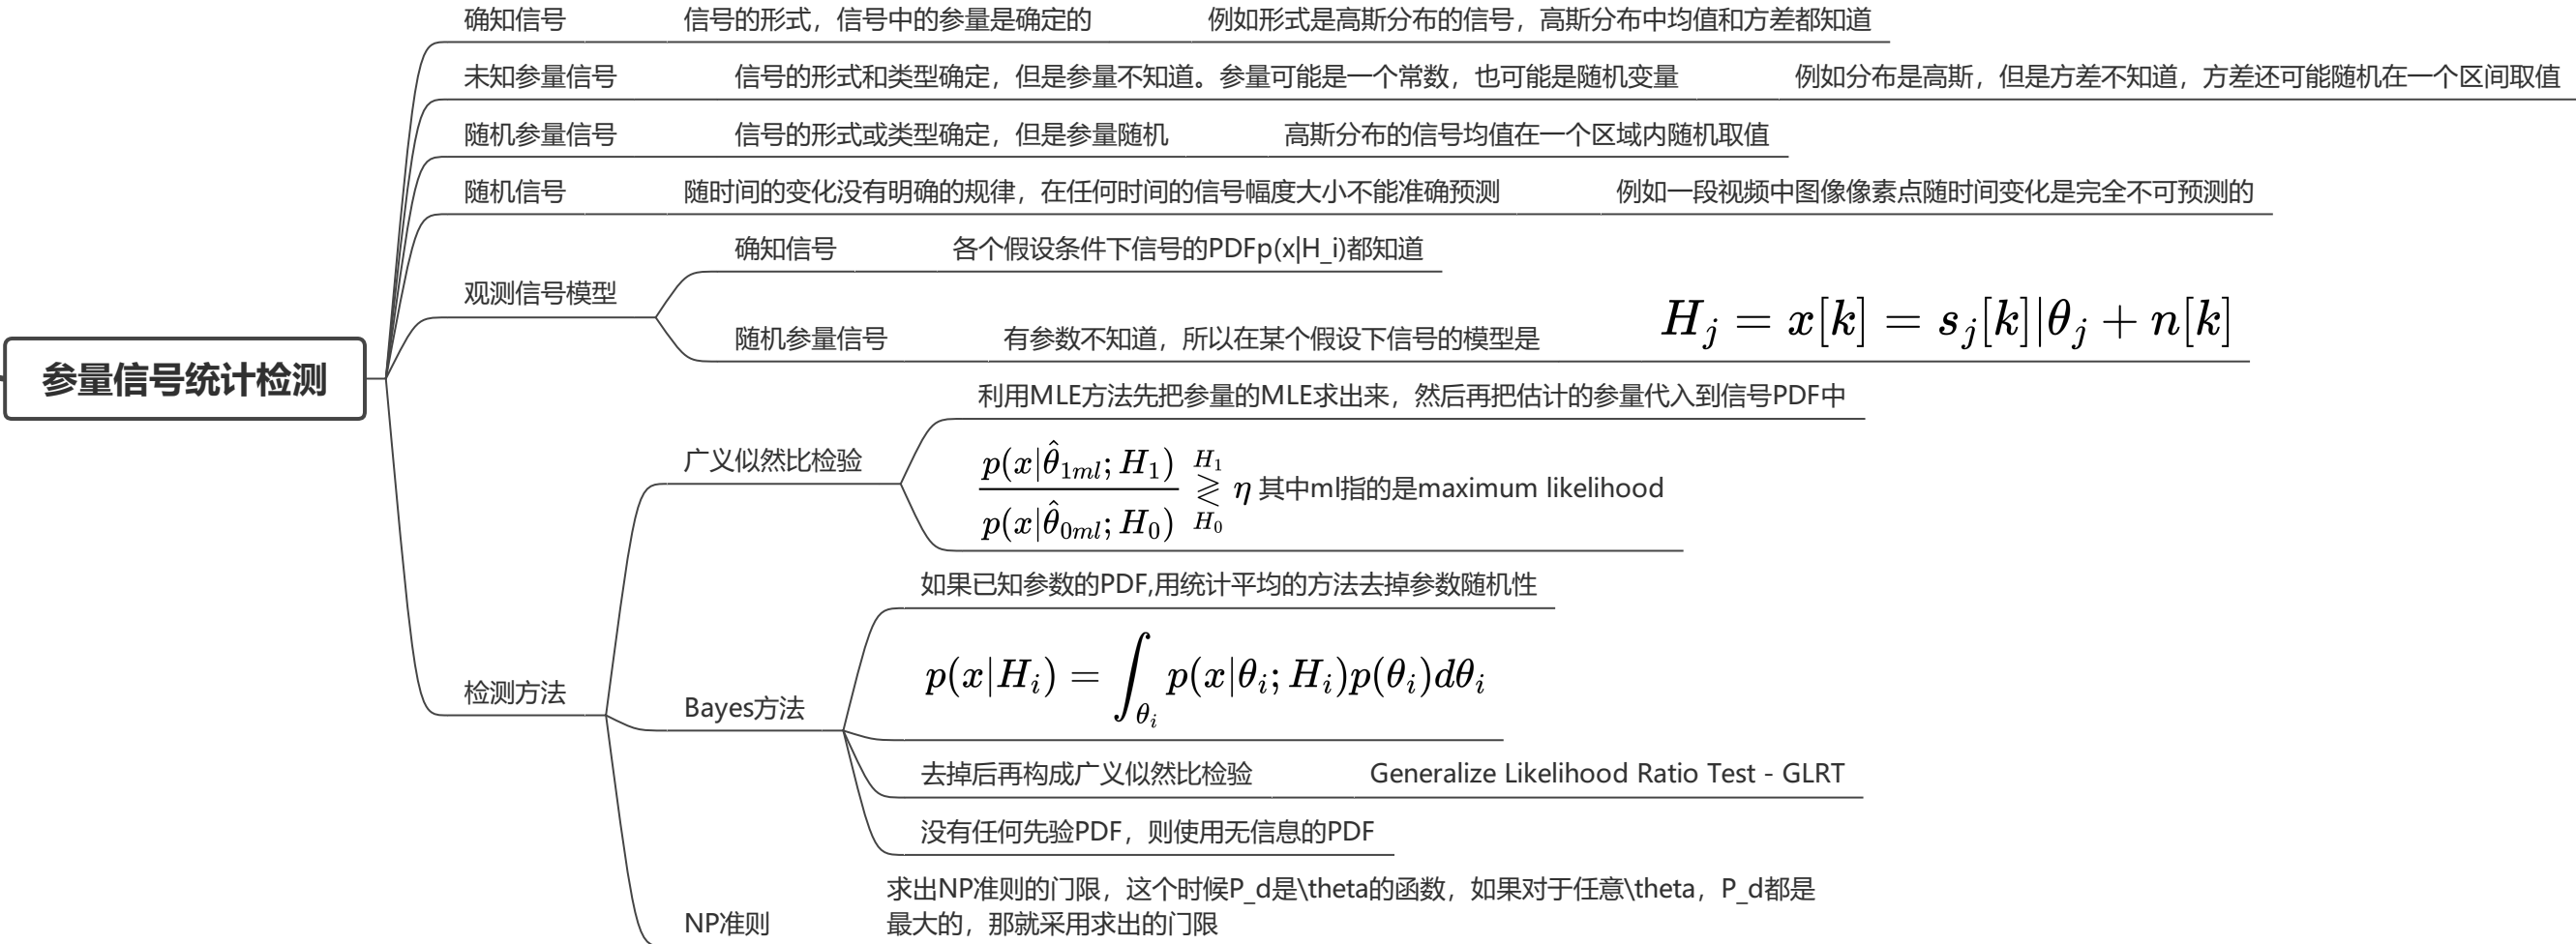 参量信号统计检测
确知信号
信号的形式，信号中的参量是确定的
例如形式是高斯分布的信号，高斯分布中均值和方差都知道
未知参量信号
信号的形式和类型确定，但是参量不知道。参量可能是一个常数，也可能是随机变量
例如分布是高斯，但是方差不知道，方差还可能随机在一个区间取值
随机参量信号
信号的形式或类型确定，但是参量随机
高斯分布的信号均值在一个区域内随机取值
随机信号
随时间的变化没有明确的规律，在任何时间的信号幅度大小不能准确预测
例如一段视频中图像像素点随时间变化是完全不可预测的
观测信号模型
确知信号
各个假设条件下信号的PDFp(x|H_i)都知道
随机参量信号
有参数不知道，所以在某个假设下信号的模型是
$H_j = x[k] = s_j[k]|\theta_j + n[k]$
检测方法
广义似然比检验
利用MLE方法先把参量的MLE求出来，然后再把估计的参量代入到信号PDF中
$\frac{p(x|\hat{\theta}_{1ml}; H_1)}{p(x|\hat{\theta}_{0ml}; H_0)} \underset{H_0}{\overset{H_1}{\gtrless}} \eta$ 其中ml指的是maximum likelihood
Bayes方法
如果已知参数的PDF,用统计平均的方法去掉参数随机性
$p(x|H_i) = \int_{\theta_i} p(x|\theta_i; H_i)p(\theta_i)d\theta_i$
去掉后再构成广义似然比检验
Generalize Likelihood Ratio Test - GLRT
没有任何先验PDF，则使用无信息的PDF
NP准则
求出NP准则的门限，这个时候P_d是\theta的函数，如果对于任意\theta，P_d都是
最大的，那就采用求出的门限